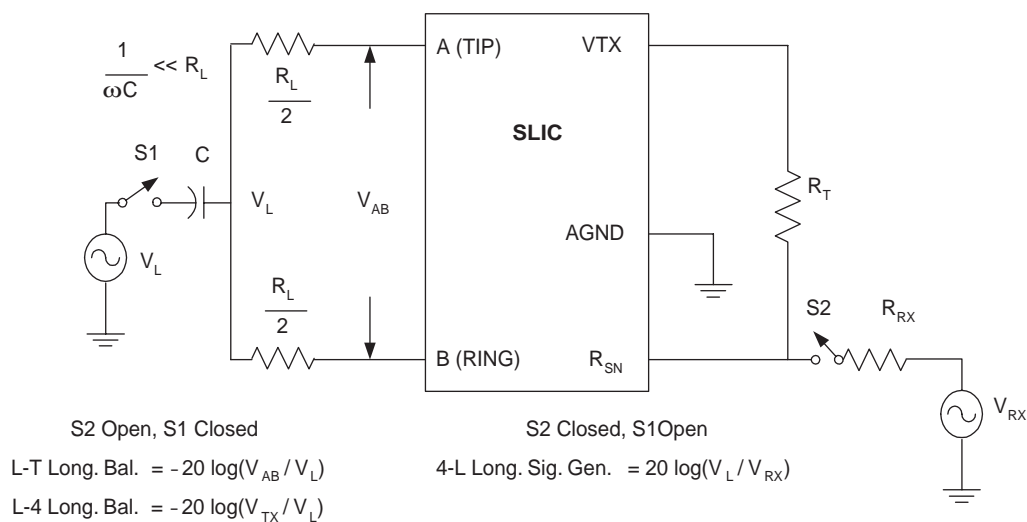 1
ωC
<< R_L
R_L
2
A (TIP)
VTX
SLIC
S1
C
V_L
V_AB
R_T
AGND
V_L
R_L
2
S2
R_RX
B (RING)
R_SN
V_RX
S2 Open, S1 Closed
S2 Closed, S1Open
L-T Long. Bal. = -20 log(V_AB / V_L)
4-L Long. Sig. Gen. = 20 log(V_L / V_RX)
L-4 Long. Bal. = -20 log(V_TX / V_L)